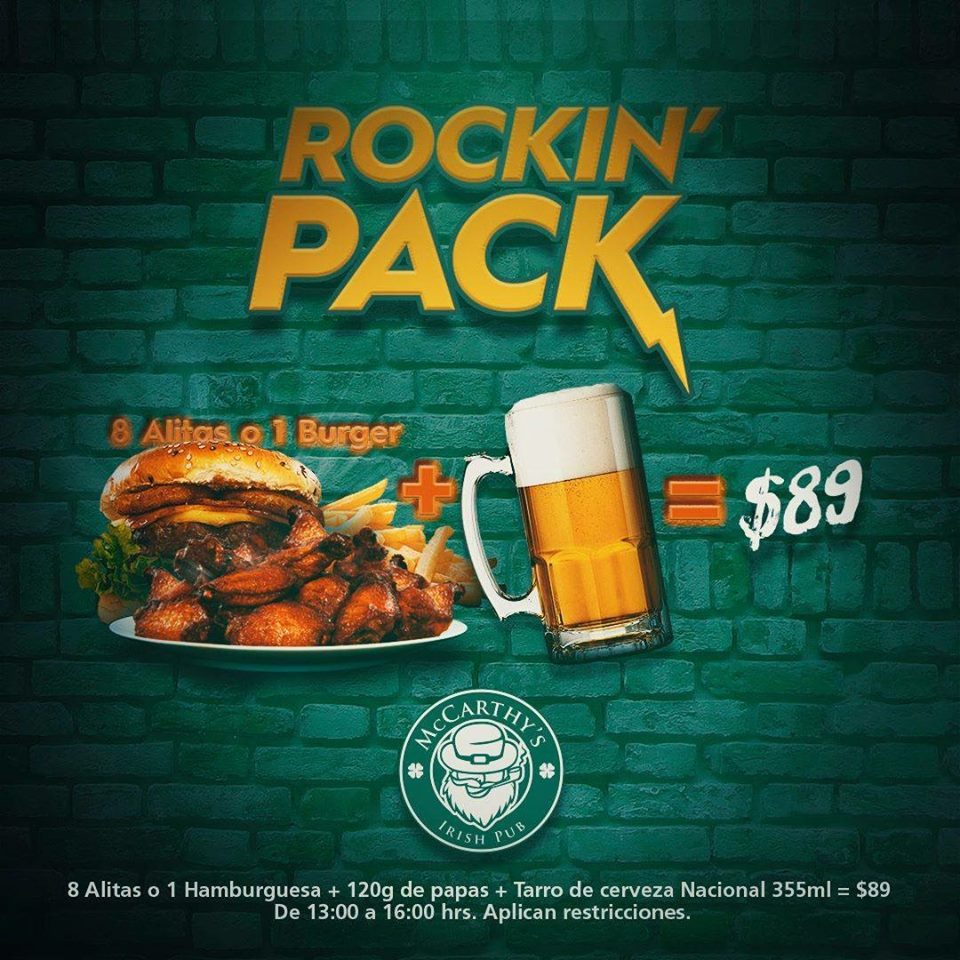 ROCKIN'
PACK
8 Alitas o 1 Burger
+
= $89
McCARTHY'S
IRISH PUB
8 Alitas o 1 Hamburguesa + 120g de papas + Tarro de cerveza Nacional 355ml = $89
De 13:00 a 16:00 hrs. Aplican restricciones.